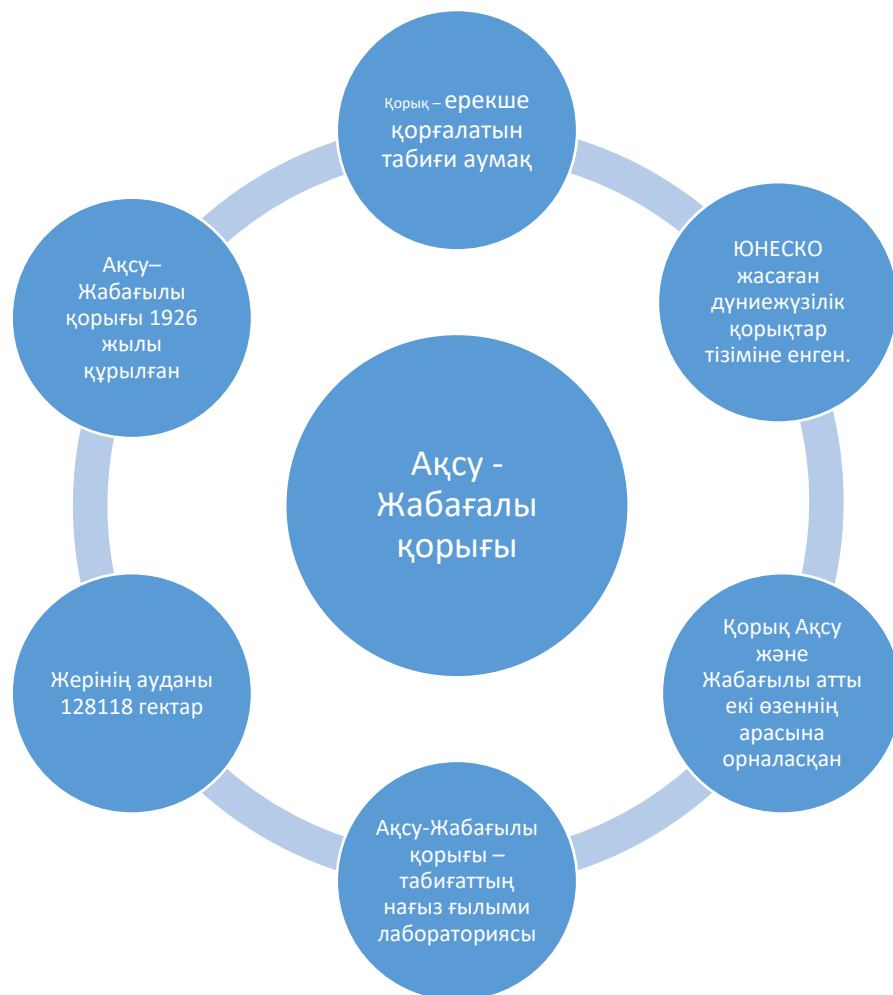 Қорық – ерекше
қорғалатын
табиғи аумақ
ЮНЕСКО
жасаған
дүниежүзілік
қорықтар
тізіміне енген.
Қорық Ақсу
және
Жабағылы атты
екі өзеннің
арасына
орналасқан
Ақсу-Жабағылы
қорығы –
табиғаттың
нағыз ғылыми
лабораториясы
Жерінің ауданы
128118 гектар
Ақсу–
Жабағылы
қорығы 1926
жылы
құрылған
Ақсу -
Жабағалы
қорығы